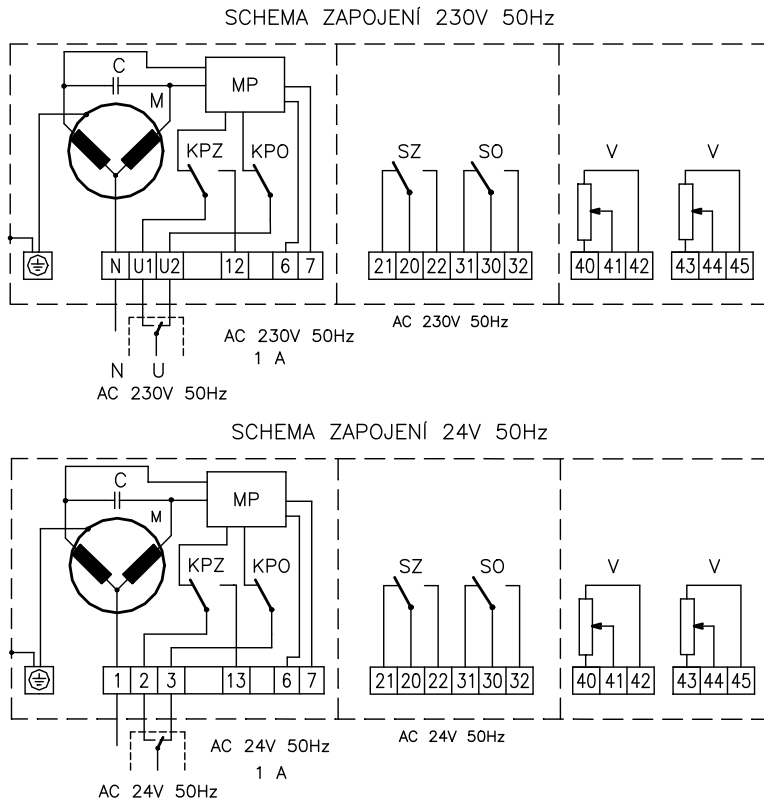 SCHEMA ZAPOJENÍ 230V 50Hz
C
M
MP
KPZ KPO
SZ SO
V V
N U1 U2 12 6 7
21 20 22 31 30 32
40 41 42 43 44 45
AC 230V 50Hz
1 A
AC 230V 50Hz
N U
AC 230V 50Hz
SCHEMA ZAPOJENÍ 24V 50Hz
C
M
MP
KPZ KPO
SZ SO
V V
1 2 3 13 6 7
21 20 22 31 30 32
40 41 42 43 44 45
AC 24V 50Hz
1 A
AC 24V 50Hz
AC 24V 50Hz